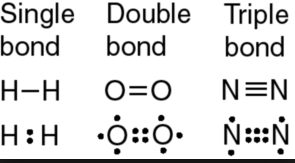 Single Double Triple
bond bond bond
H–H O=O N≡N
H:H ·O::O· N:::N